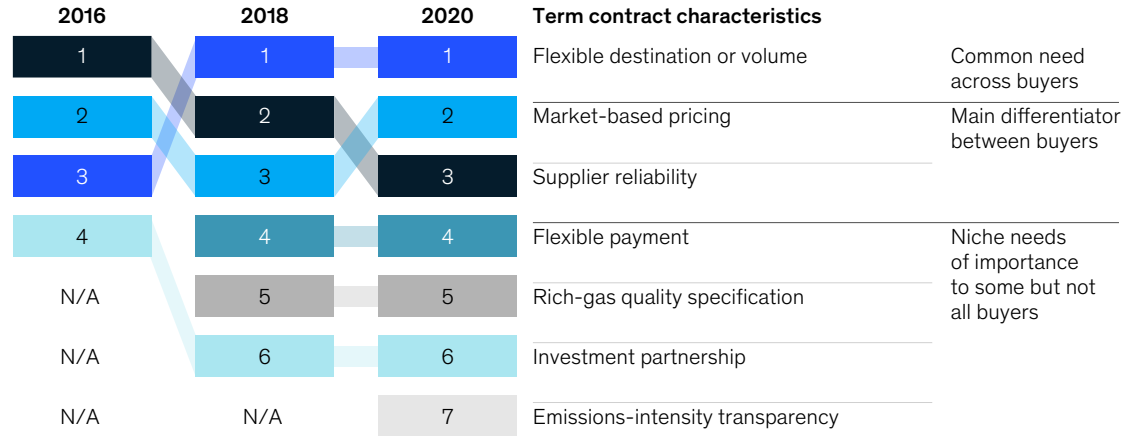 2016 2018 2020 Term contract characteristics
1 1 1 Flexible destination or volume Common need
across buyers
2 2 2 Market-based pricing Main differentiator
between buyers
3 3 3 Supplier reliability
4 4 4 Flexible payment Niche needs
of importance
to some but not
all buyers
N/A 5 5 Rich-gas quality specification
N/A 6 6 Investment partnership
N/A N/A 7 Emissions-intensity transparency